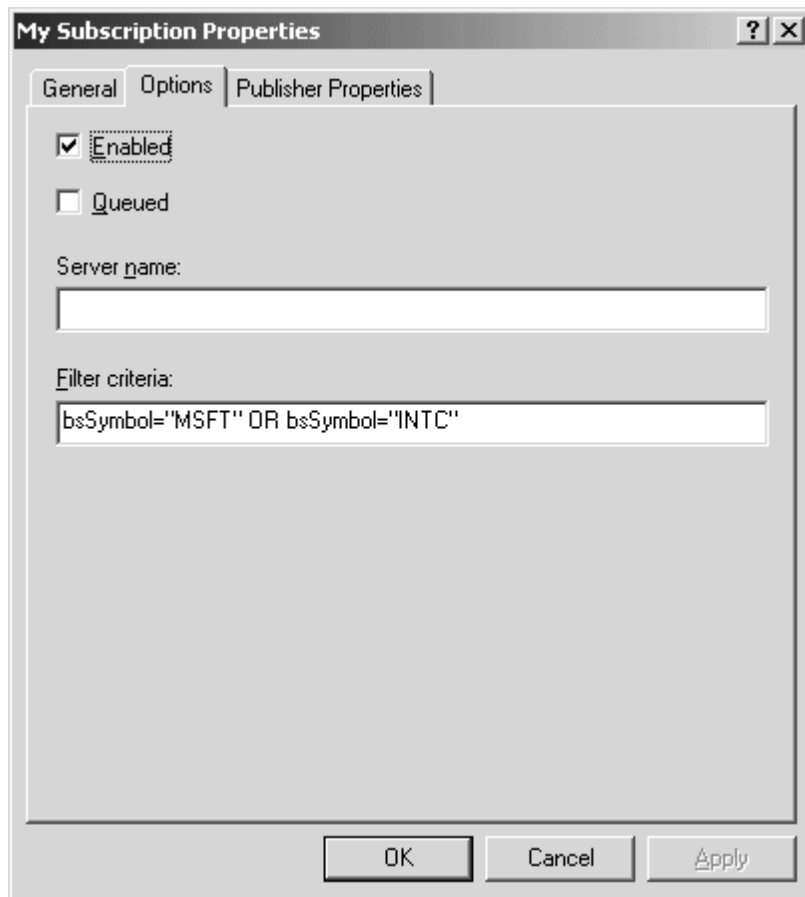 My Subscription Properties
General Options Publisher Properties
Enabled
Queued
Server name:
Filter criteria:
bsSymbol="MSFT" OR bsSymbol="INTC"
OK Cancel Apply